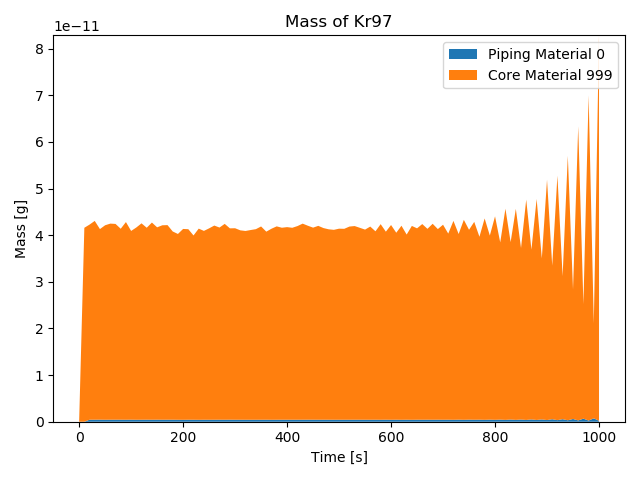 Mass of Kr97
1e−11
8
7
6
5
4
3
2
1
0
Mass [g]
Piping Material 0
Core Material 999
0
200
400
600
800
1000
Time [s]